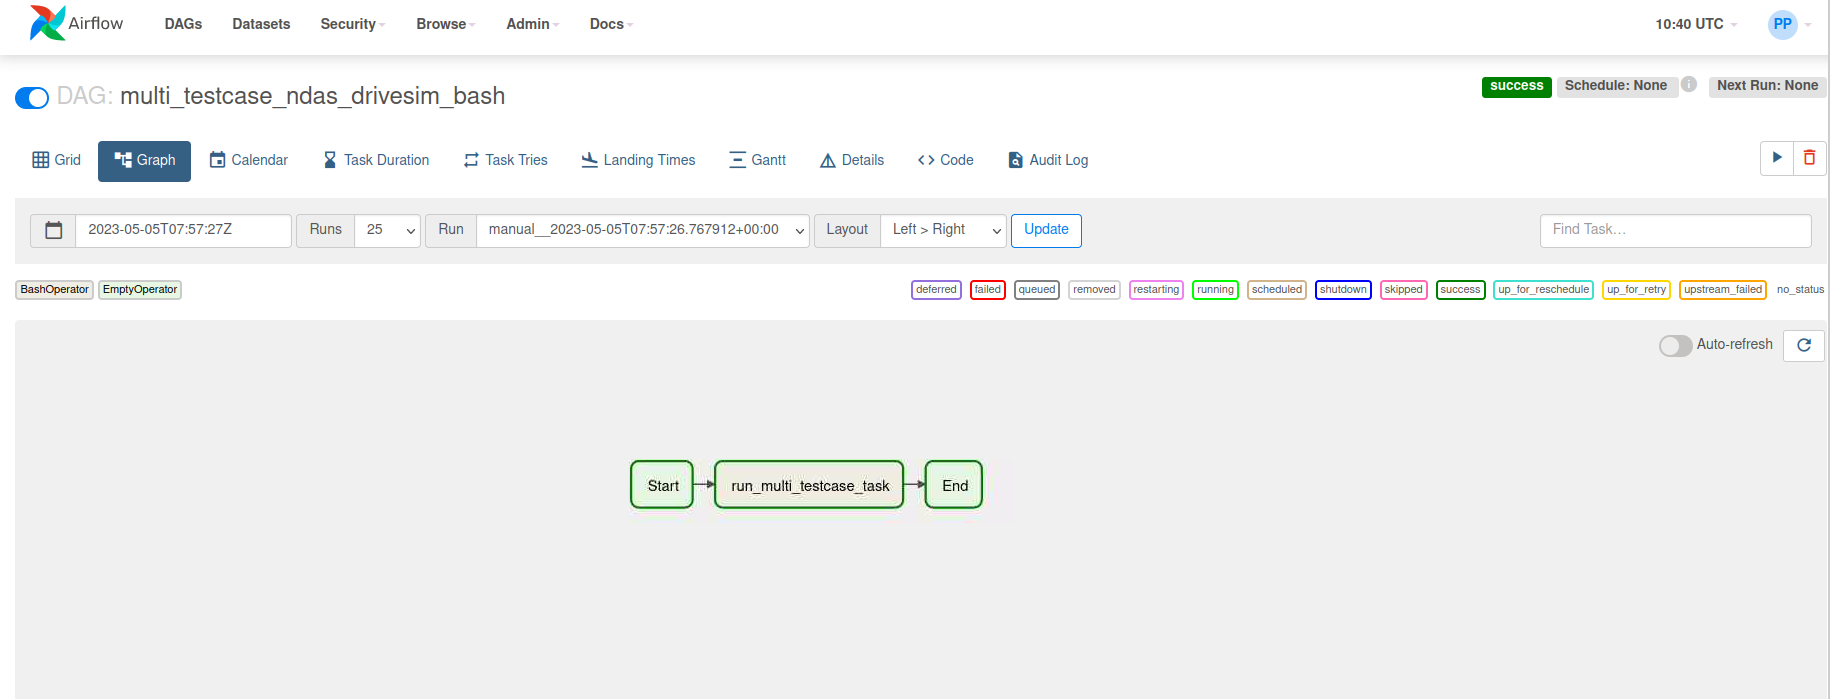 Airflow DAGs Datasets Security Browse Admin Docs 10:40 UTC PP
DAG: multi_testcase_ndas_drivesim_bash success Schedule: None i Next Run: None
Grid Graph Calendar Task Duration Task Tries Landing Times Gantt Details Code Audit Log
2023-05-05T07:57:27Z Runs 25 Run manual__2023-05-05T07:57:26.767912+00:00 Layout Left > Right Update Find Task...
BashOperator EmptyOperator deferred failed queued removed restarting running scheduled shutdown skipped success up_for_reschedule up_for_retry upstream_failed no_status
Auto-refresh
Start run_multi_testcase_task End